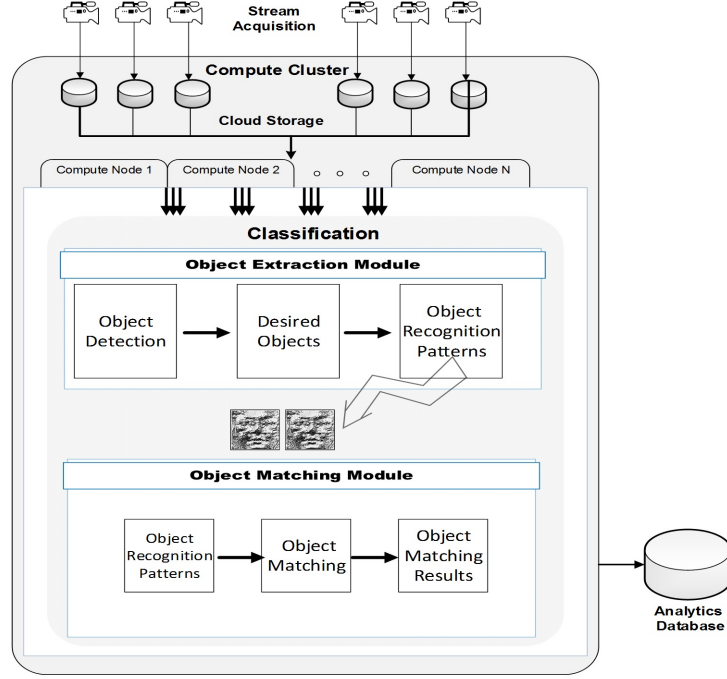 Stream
Acquisition
Compute Cluster
Cloud Storage
Compute Node 1
Compute Node 2
Compute Node N
Classification
Object Extraction Module
Object
Detection
Desired
Objects
Object
Recognition
Patterns
Object Matching Module
Object
Recognition
Patterns
Object
Matching
Object
Matching
Results
Analytics
Database